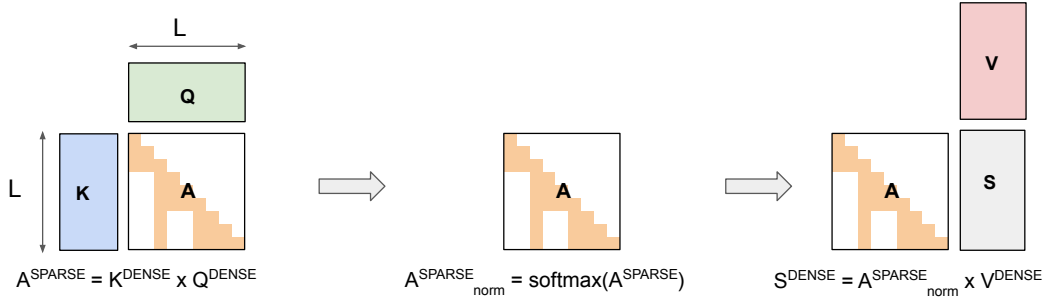 L
Q
V
L
K
A
A
A
S
A^SPARSE = K^DENSE x Q^DENSE
A^SPARSE_norm = softmax(A^SPARSE)
S^DENSE = A^SPARSE_norm x V^DENSE